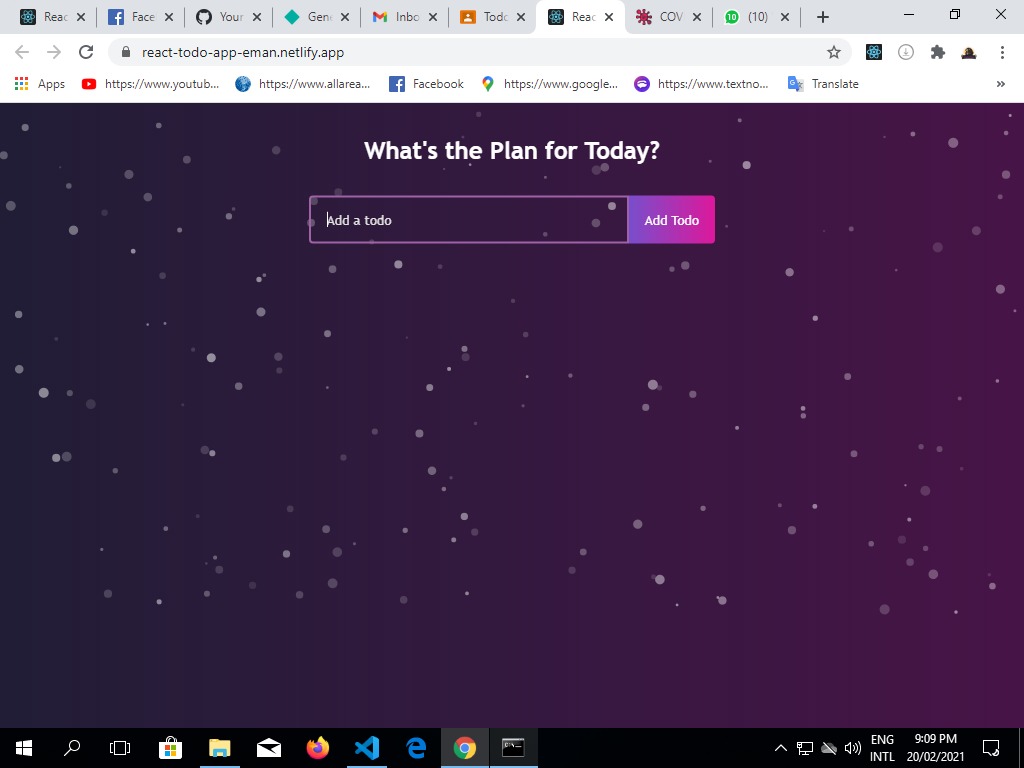 Reac
Face
Your
Gene
Inbo
Todo
Reac
COV
10
(10)
react-todo-app-eman.netlify.app
Apps
https://www.youtub...
https://www.allarea...
Facebook
https://www.google...
https://www.textno...
Translate
»
What's the Plan for Today?
Add a todo
Add Todo
ENG
INTL
9:09 PM
20/02/2021